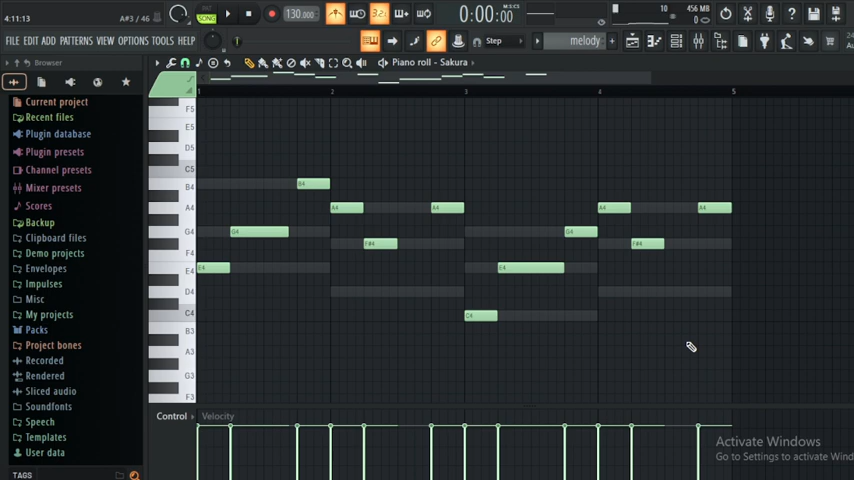 4:11:13
A#3 / 46
SONG
130.000
32:
0:00:00
M:S:CS
10
456 MB
0
24/
Au
FILE EDIT ADD PATTERNS VIEW OPTIONS TOOLS HELP
Step
melody
Browser
Piano roll - Sakura
1 2 3 4 5
Current project
Recent files
Plugin database
Plugin presets
Channel presets
Mixer presets
Scores
Backup
Clipboard files
Demo projects
Envelopes
Impulses
Misc
My projects
Packs
Project bones
Recorded
Rendered
Sliced audio
Soundfonts
Speech
Templates
User data
TAGS
F5
E5
D5
C5
B4
A4
G4
F4
E4
D4
C4
B3
A3
G3
F3
B4
A4 A4 A4 A4
G4 G4
F#4 F#4
E4 E4
C4
Control Velocity
Activate Windows
Go to Settings to activate Wind